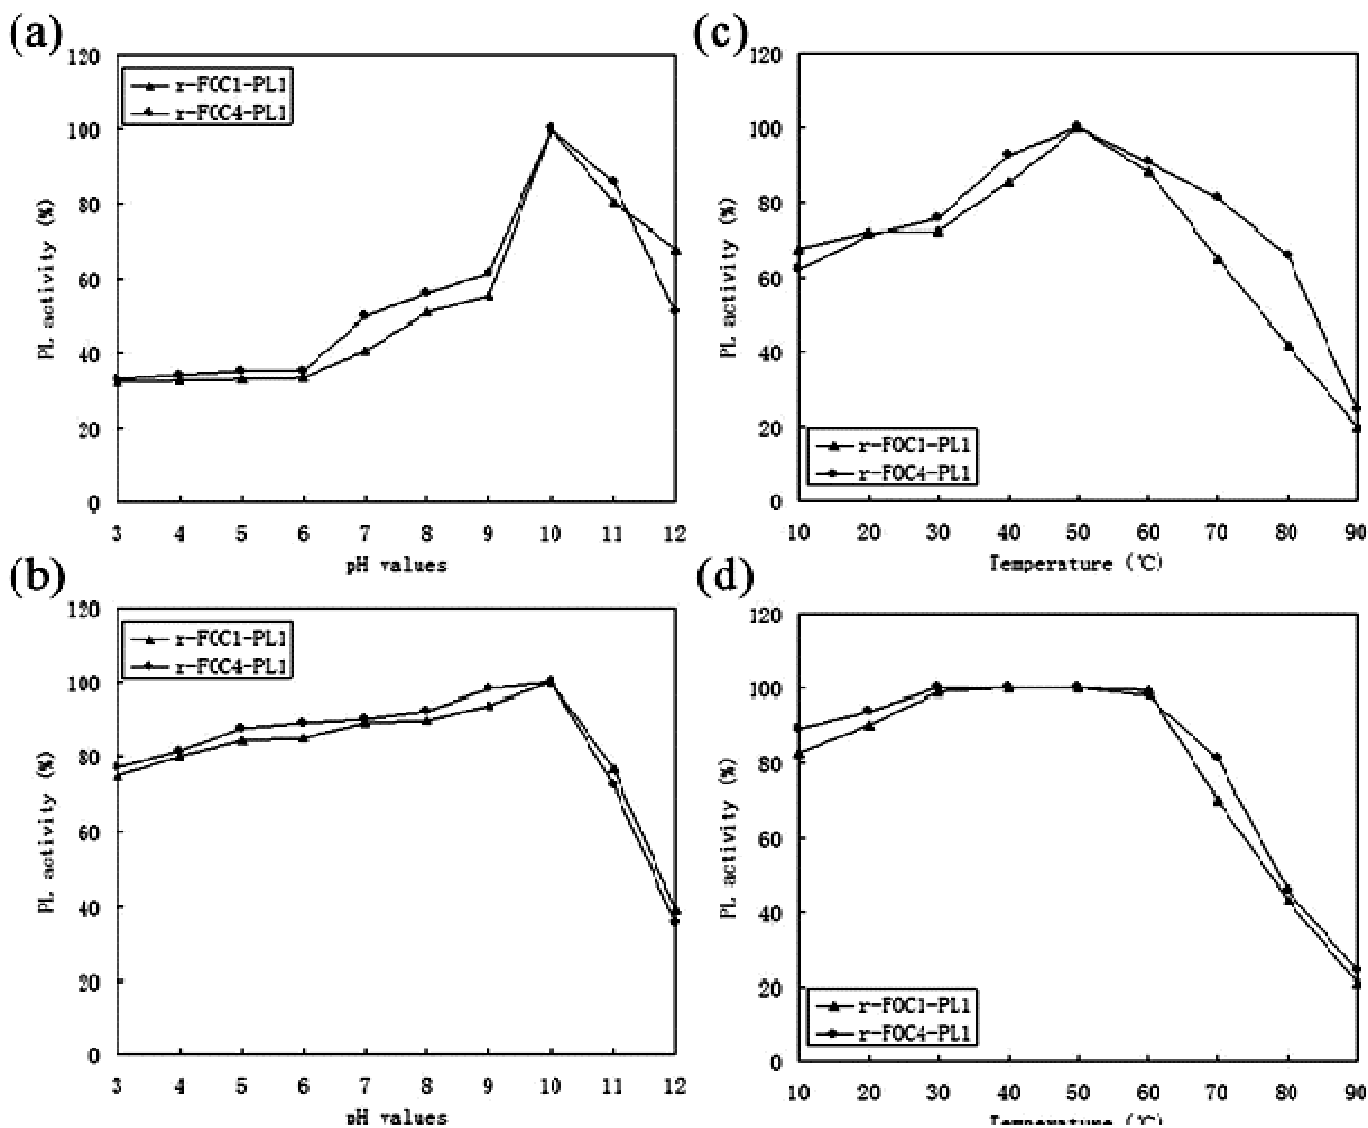 (a)
120
r-FOC1-PL1
r-FOC4-PL1
100
80
60
40
20
0
PL activity (%)
3 4 5 6 7 8 9 10 11 12
pH values
(b)
120
r-FOC1-PL1
r-FOC4-PL1
100
80
60
40
20
0
PL activity (%)
3 4 5 6 7 8 9 10 11 12
pH values
(c)
120
100
80
60
40
20
0
PL activity (%)
r-FOC1-PL1
r-FOC4-PL1
10 20 30 40 50 60 70 80 90
Temperature (℃)
(d)
120
100
80
60
40
20
0
PL activity (%)
r-FOC1-PL1
r-FOC4-PL1
10 20 30 40 50 60 70 80 90
Temperature (℃)